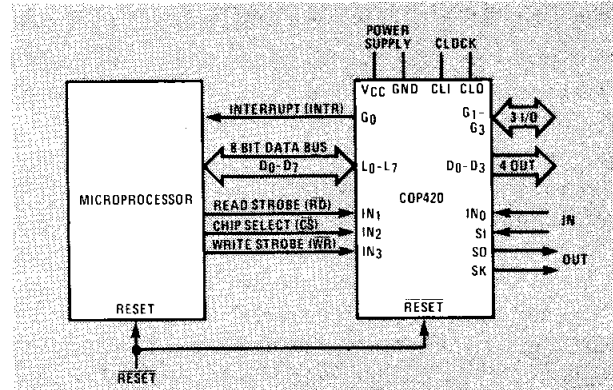 POWER
SUPPLY
CLOCK
VCC GND CLI CLO
INTERRUPT (INTR)
G0
G1–
G3
3 I/O
8 BIT DATA BUS
D0-D7
L0-L7
D0-D3
4 OUT
MICROPROCESSOR
COP420
READ STROBE (RD)
IN1
IN0
IN
CHIP SELECT (CS)
IN2
SI
WRITE STROBE (WR)
IN3
SO
OUT
SK
RESET
RESET
RESET